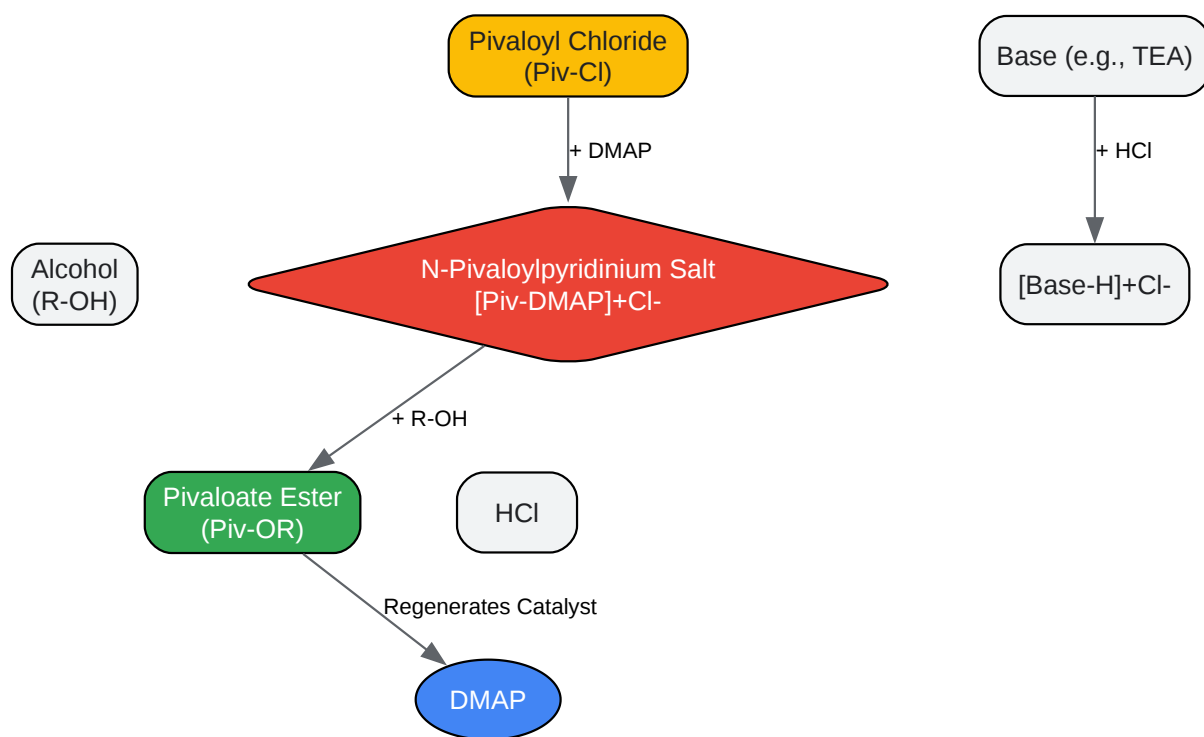 Pivaloyl Chloride
(Piv-Cl)
Base (e.g., TEA)
+ DMAP
+ HCl
Alcohol
(R-OH)
N-Pivaloylpyridinium Salt
[Piv-DMAP]+Cl-
[Base-H]+Cl-
+ R-OH
Pivaloate Ester
(Piv-OR)
HCl
Regenerates Catalyst
DMAP